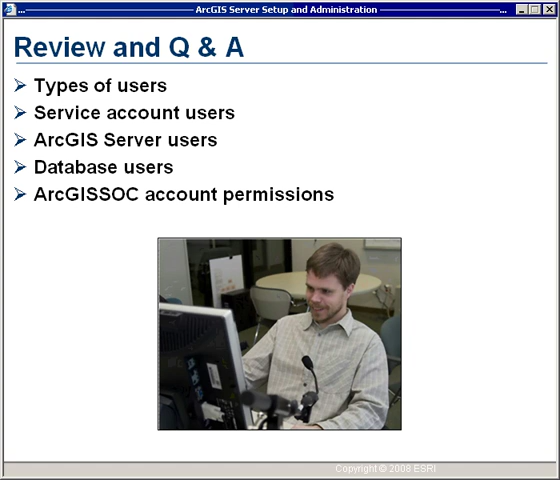 ArcGIS Server Setup and Administration
Review and Q & A
Types of users
Service account users
ArcGIS Server users
Database users
ArcGISSOC account permissions
Copyright © 2008 ESRI